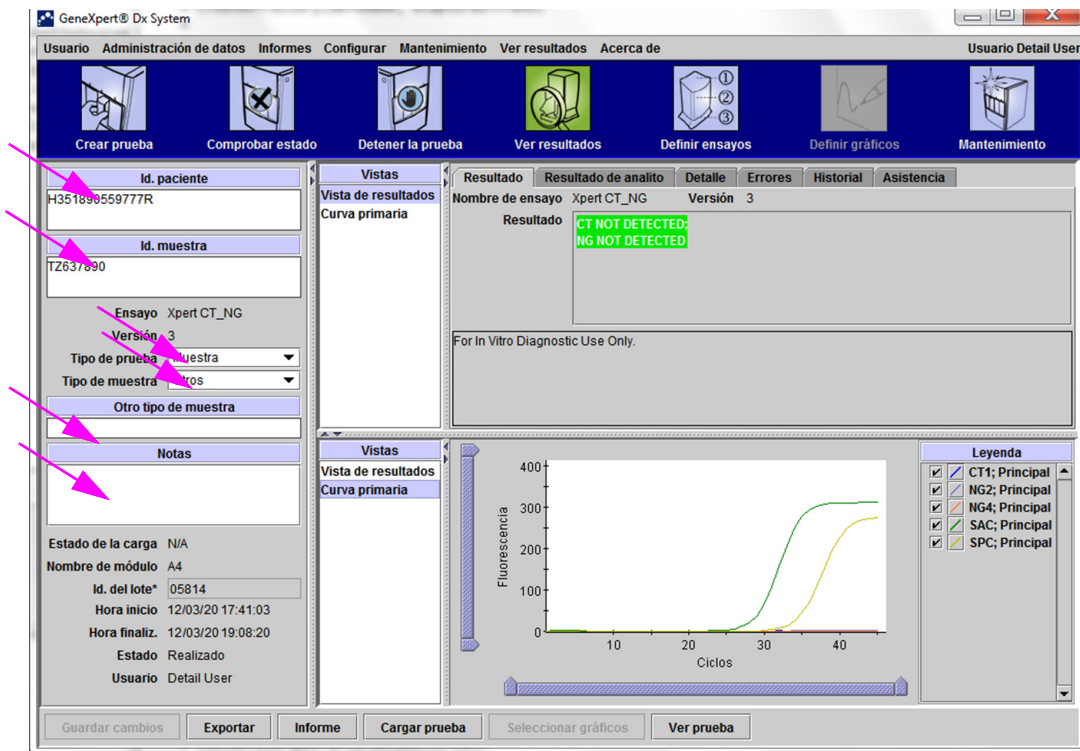 GeneXpert® Dx System
Usuario Administración de datos Informes Configurar Mantenimiento Ver resultados Acerca de Usuario Detail User
Crear prueba Comprobar estado Detener la prueba Ver resultados Definir ensayos Definir gráficos Mantenimiento
Id. paciente
H351890559777R
Id. muestra
TZ637890
Ensayo Xpert CT_NG
Versión 3
Tipo de prueba Muestra
Tipo de muestra Otros
Otro tipo de muestra
Notas
Estado de la carga N/A
Nombre de módulo A4
Id. del lote* 05814
Hora inicio 12/03/20 17:41:03
Hora finaliz. 12/03/20 19:08:20
Estado Realizado
Usuario Detail User
Vistas
Vista de resultados
Curva primaria
Resultado Resultado de analito Detalle Errores Historial Asistencia
Nombre de ensayo Xpert CT_NG Versión 3
Resultado CT NOT DETECTED;
NG NOT DETECTED
For In Vitro Diagnostic Use Only.
Vistas
Vista de resultados
Curva primaria
400
300
200
100
0
Fluorescencia
10 20 30 40
Ciclos
Leyenda
CT1; Principal
NG2; Principal
NG4; Principal
SAC; Principal
SPC; Principal
Guardar cambios Exportar Informe Cargar prueba Seleccionar gráficos Ver prueba